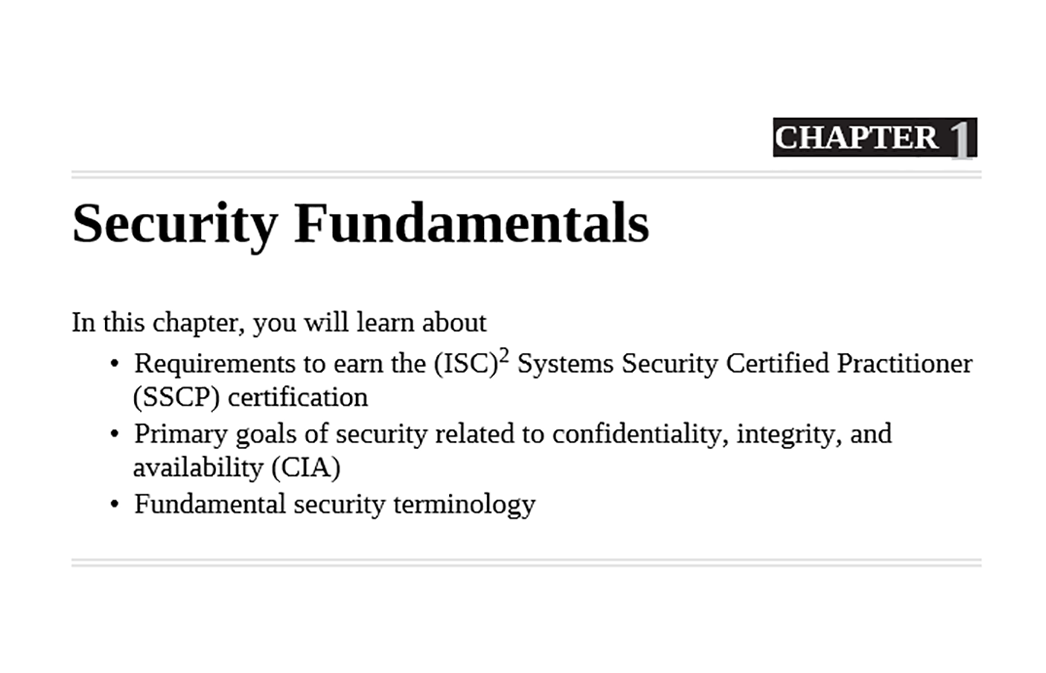 CHAPTER 1
Security Fundamentals
In this chapter, you will learn about
• Requirements to earn the (ISC)² Systems Security Certified Practitioner
(SSCP) certification
• Primary goals of security related to confidentiality, integrity, and
availability (CIA)
• Fundamental security terminology